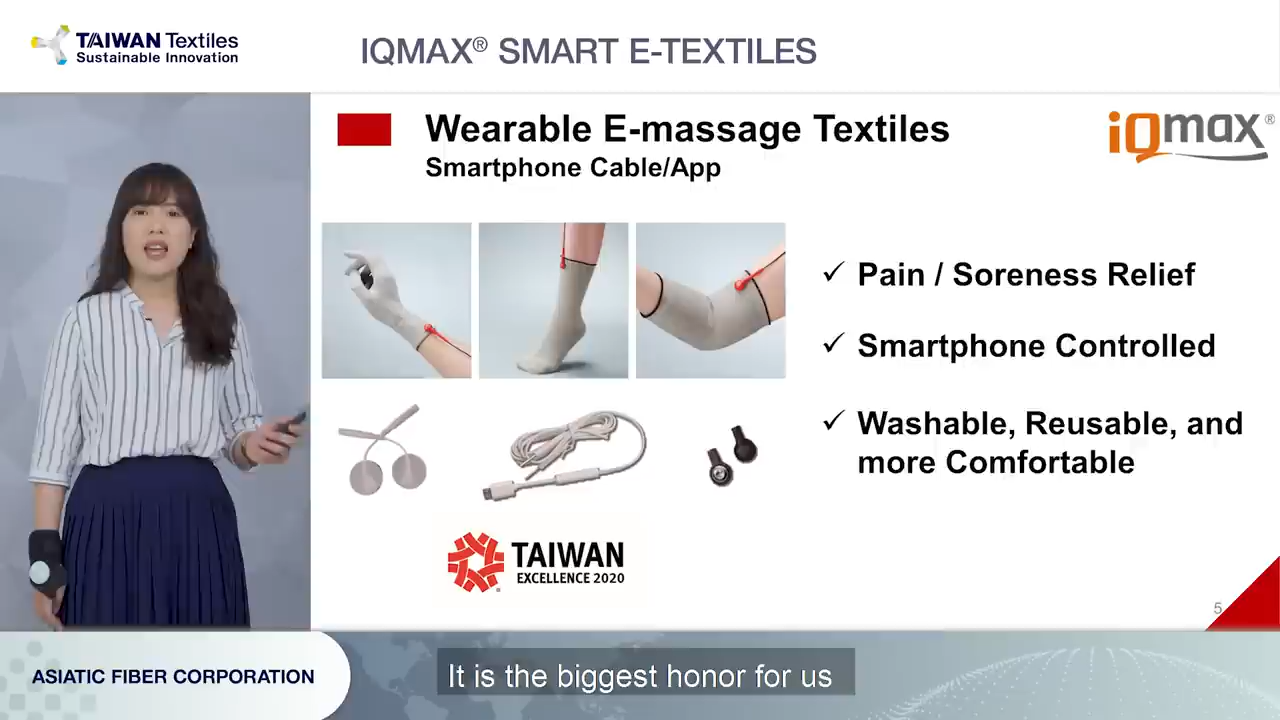 TAIWAN Textiles
Sustainable Innovation
IQMAX® SMART E-TEXTILES
Wearable E-massage Textiles
Smartphone Cable/App
iQmax®
✓ Pain / Soreness Relief
✓ Smartphone Controlled
✓ Washable, Reusable, and
more Comfortable
TAIWAN
EXCELLENCE 2020
5
ASIATIC FIBER CORPORATION
It is the biggest honor for us